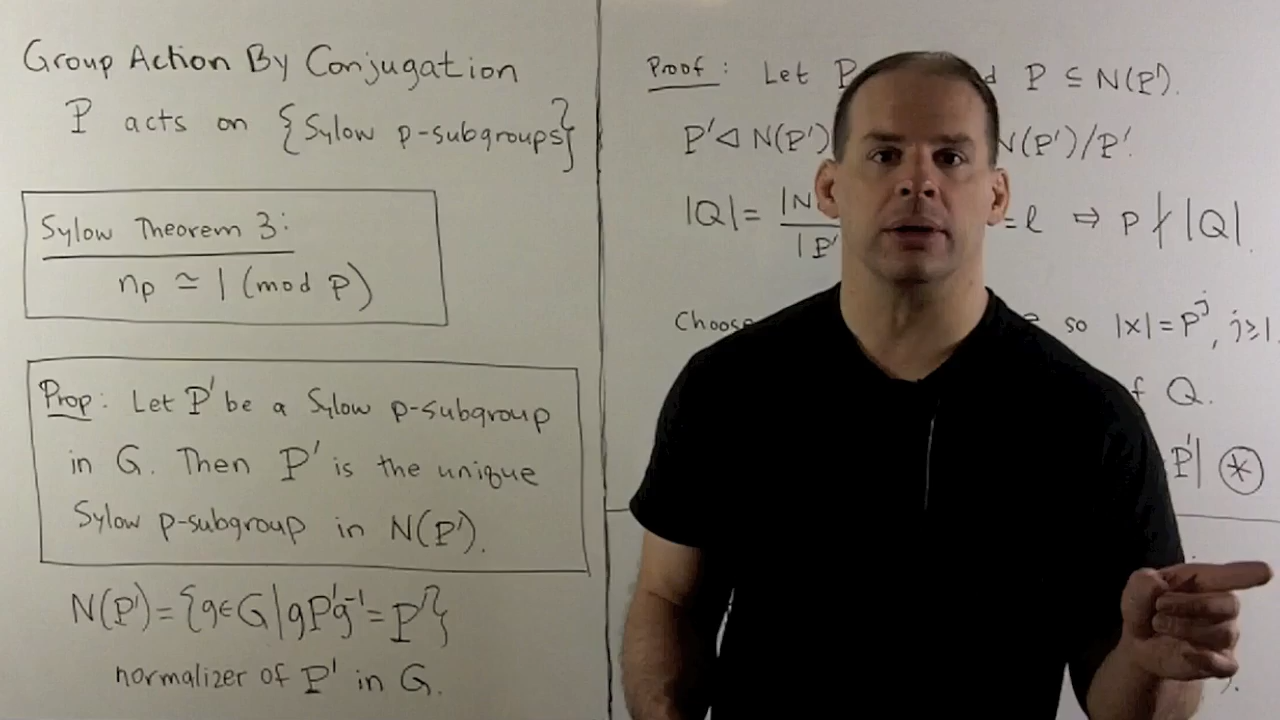 Group Action By Conjugation
P acts on {Sylow p-subgroups}
Sylow Theorem 3:
np ≃ 1 (mod p)
Prop: Let P' be a Sylow p-subgroup
in G. Then P' is the unique
Sylow p-subgroup in N(P').
N(P')={g∈G|gP'g⁻¹=P'}
normalizer of P' in G.
Proof: Let P P ⊆ N(P').
P'◁ N(P') N(P')/P'.
|Q|= |N |P' =l ⇒ p∤|Q|.
Choose so |x|=p^j, j≥1.
f Q.
P'| *